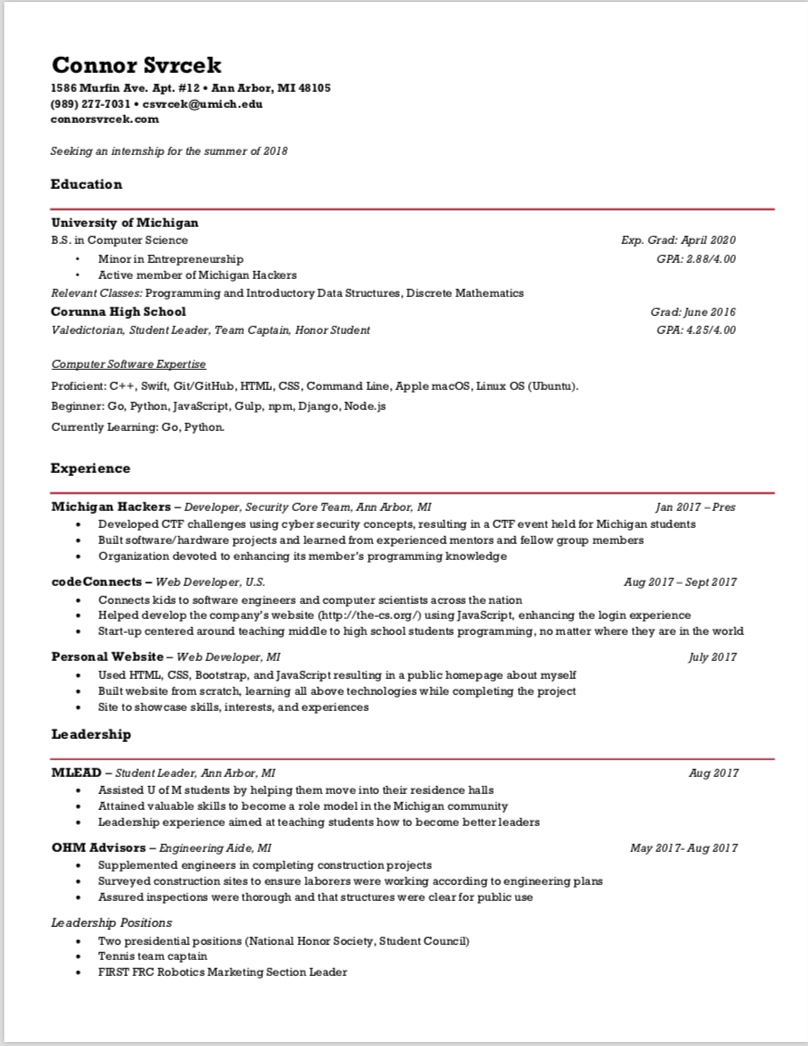 Connor Svrcek
1586 Murfin Ave. Apt. #12 • Ann Arbor, MI 48105
(989) 277-7031 • csvrcek@umich.edu
connorsvrcek.com
Seeking an internship for the summer of 2018
Education
University of Michigan
B.S. in Computer Science Exp. Grad: April 2020
• Minor in Entrepreneurship GPA: 2.88/4.00
• Active member of Michigan Hackers
Relevant Classes: Programming and Introductory Data Structures, Discrete Mathematics
Corunna High School Grad: June 2016
Valedictorian, Student Leader, Team Captain, Honor Student GPA: 4.25/4.00
Computer Software Expertise
Proficient: C++, Swift, Git/GitHub, HTML, CSS, Command Line, Apple macOS, Linux OS (Ubuntu).
Beginner: Go, Python, JavaScript, Gulp, npm, Django, Node.js
Currently Learning: Go, Python.
Experience
Michigan Hackers – Developer, Security Core Team, Ann Arbor, MI Jan 2017 – Pres
• Developed CTF challenges using cyber security concepts, resulting in a CTF event held for Michigan students
• Built software/hardware projects and learned from experienced mentors and fellow group members
• Organization devoted to enhancing its member's programming knowledge
codeConnects – Web Developer, U.S. Aug 2017 – Sept 2017
• Connects kids to software engineers and computer scientists across the nation
• Helped develop the company's website (http://the-cs.org/) using JavaScript, enhancing the login experience
• Start-up centered around teaching middle to high school students programming, no matter where they are in the world
Personal Website – Web Developer, MI July 2017
• Used HTML, CSS, Bootstrap, and JavaScript resulting in a public homepage about myself
• Built website from scratch, learning all above technologies while completing the project
• Site to showcase skills, interests, and experiences
Leadership
MLEAD – Student Leader, Ann Arbor, MI Aug 2017
• Assisted U of M students by helping them move into their residence halls
• Attained valuable skills to become a role model in the Michigan community
• Leadership experience aimed at teaching students how to become better leaders
OHM Advisors – Engineering Aide, MI May 2017- Aug 2017
• Supplemented engineers in completing construction projects
• Surveyed construction sites to ensure laborers were working according to engineering plans
• Assured inspections were thorough and that structures were clear for public use
Leadership Positions
• Two presidential positions (National Honor Society, Student Council)
• Tennis team captain
• FIRST FRC Robotics Marketing Section Leader